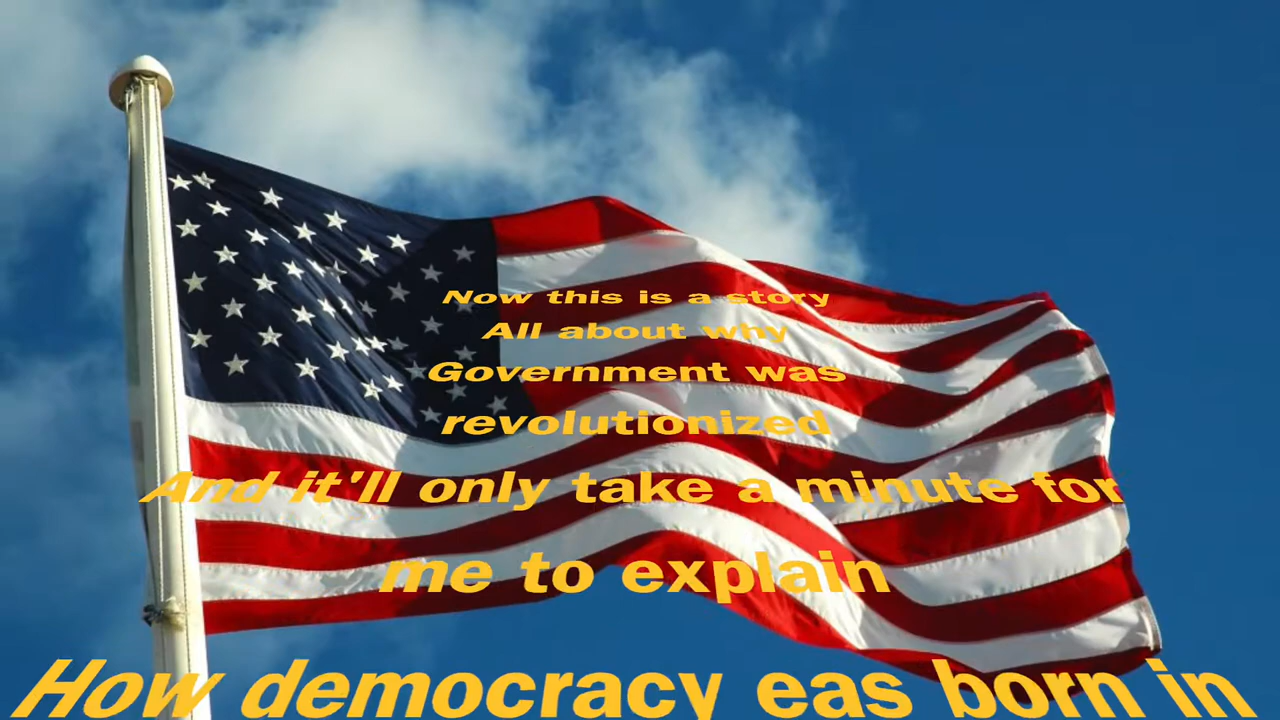 Now this is a story
All about why
Government was
revolutionized
And it'll only take a minute for
me to explain
How democracy eas born in